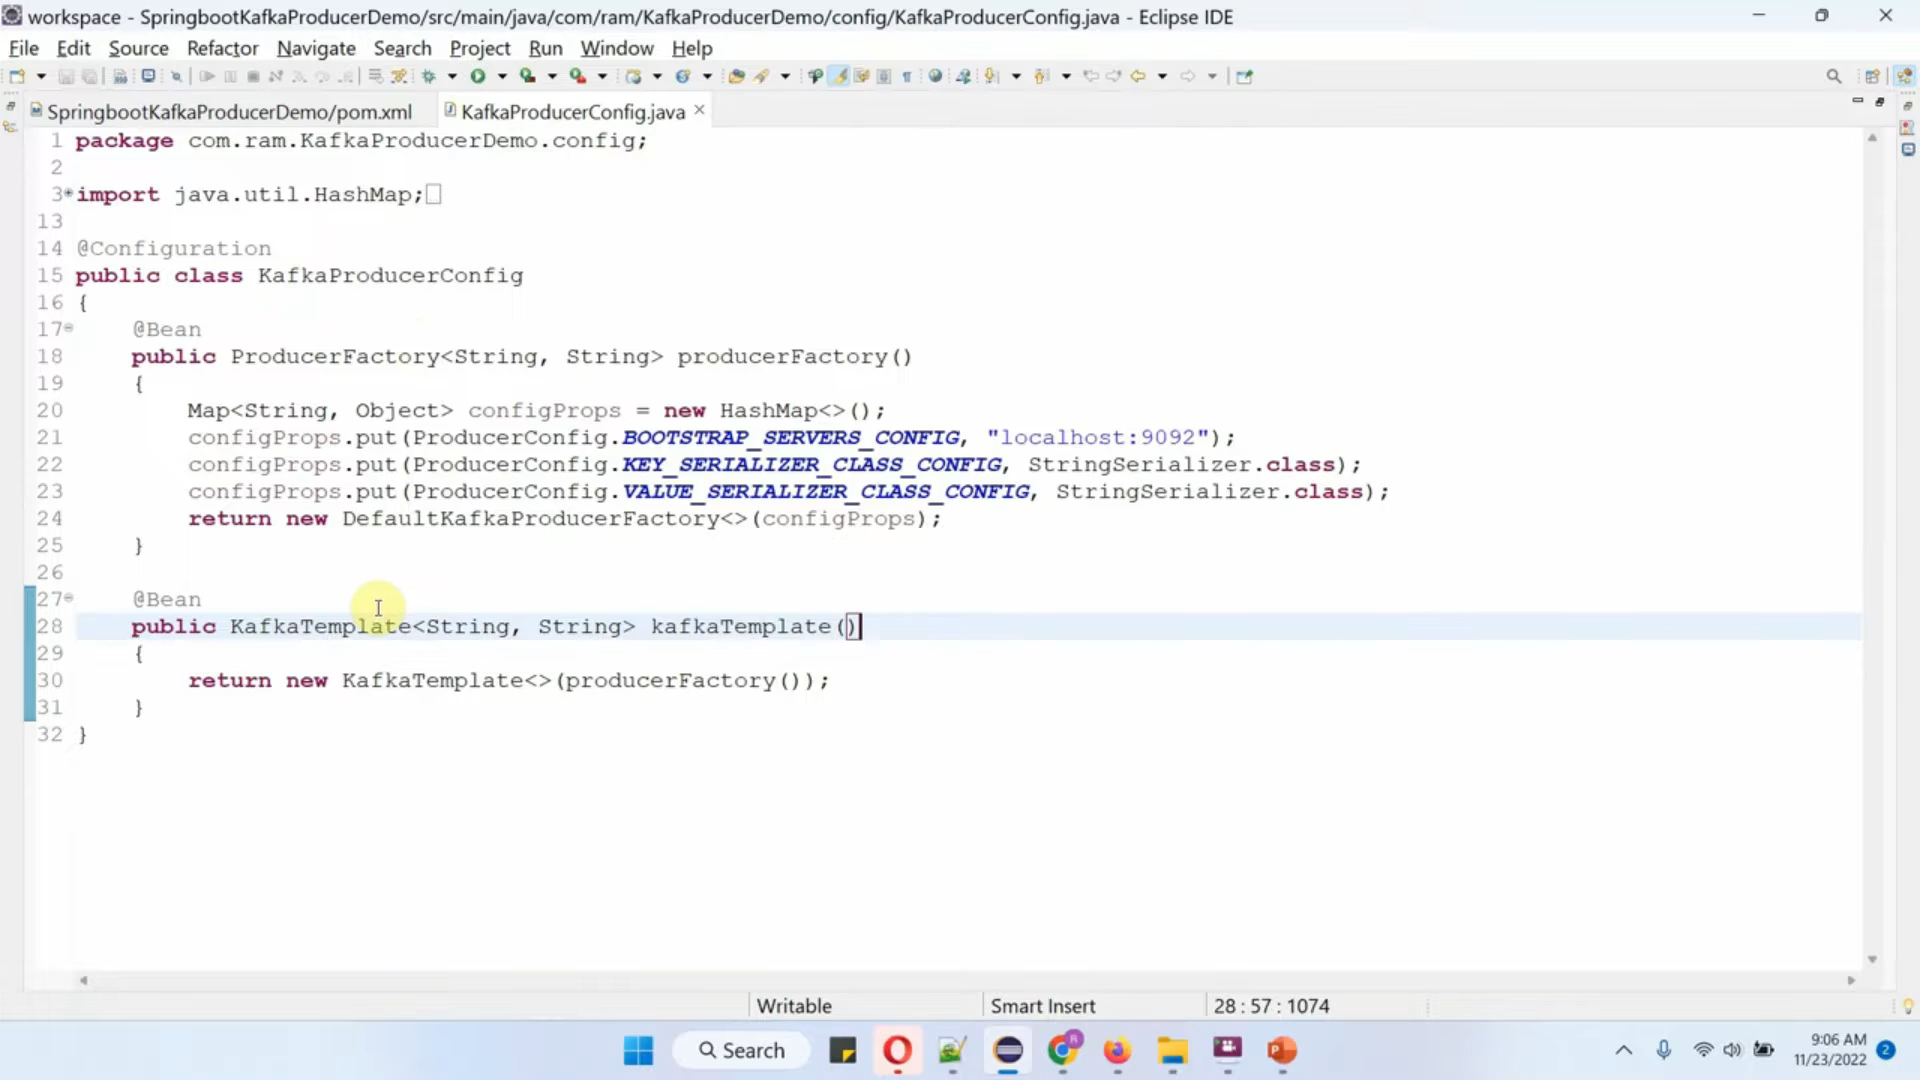 workspace - SpringbootKafkaProducerDemo/src/main/java/com/ram/KafkaProducerDemo/config/KafkaProducerConfig.java - Eclipse IDE
File Edit Source Refactor Navigate Search Project Run Window Help
SpringbootKafkaProducerDemo/pom.xml KafkaProducerConfig.java
1 package com.ram.KafkaProducerDemo.config;
2
3 import java.util.HashMap;
13
14 @Configuration
15 public class KafkaProducerConfig
16 {
17 @Bean
18 public ProducerFactory<String, String> producerFactory()
19 {
20 Map<String, Object> configProps = new HashMap<>();
21 configProps.put(ProducerConfig.BOOTSTRAP_SERVERS_CONFIG, "localhost:9092");
22 configProps.put(ProducerConfig.KEY_SERIALIZER_CLASS_CONFIG, StringSerializer.class);
23 configProps.put(ProducerConfig.VALUE_SERIALIZER_CLASS_CONFIG, StringSerializer.class);
24 return new DefaultKafkaProducerFactory<>(configProps);
25 }
26
27 @Bean
28 public KafkaTemplate<String, String> kafkaTemplate()
29 {
30 return new KafkaTemplate<>(producerFactory());
31 }
32 }
Writable Smart Insert 28 : 57 : 1074
Search
9:06 AM
11/23/2022
2